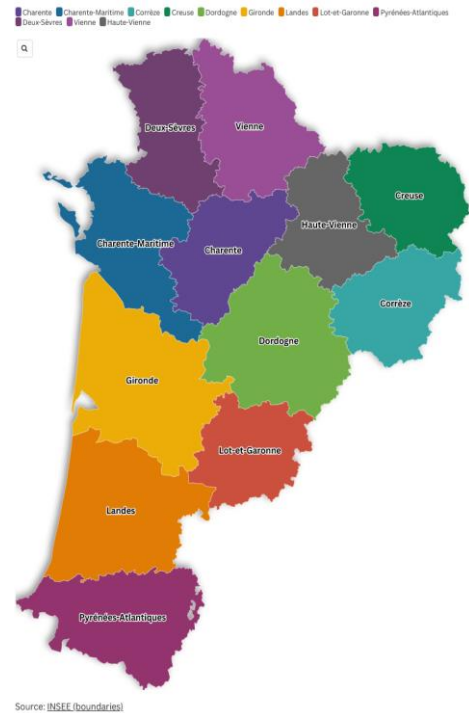 Charente Charente-Maritime Corrèze Creuse Dordogne Gironde Landes Lot-et-Garonne Pyrénées-Atlantiques
Deux-Sèvres Vienne Haute-Vienne
Deux-Sèvres
Vienne
Creuse
Haute-Vienne
Charente-Maritime
Charente
Corrèze
Dordogne
Gironde
Lot-et-Garonne
Landes
Pyrénées-Atlantiques
Source: INSEE (boundaries)